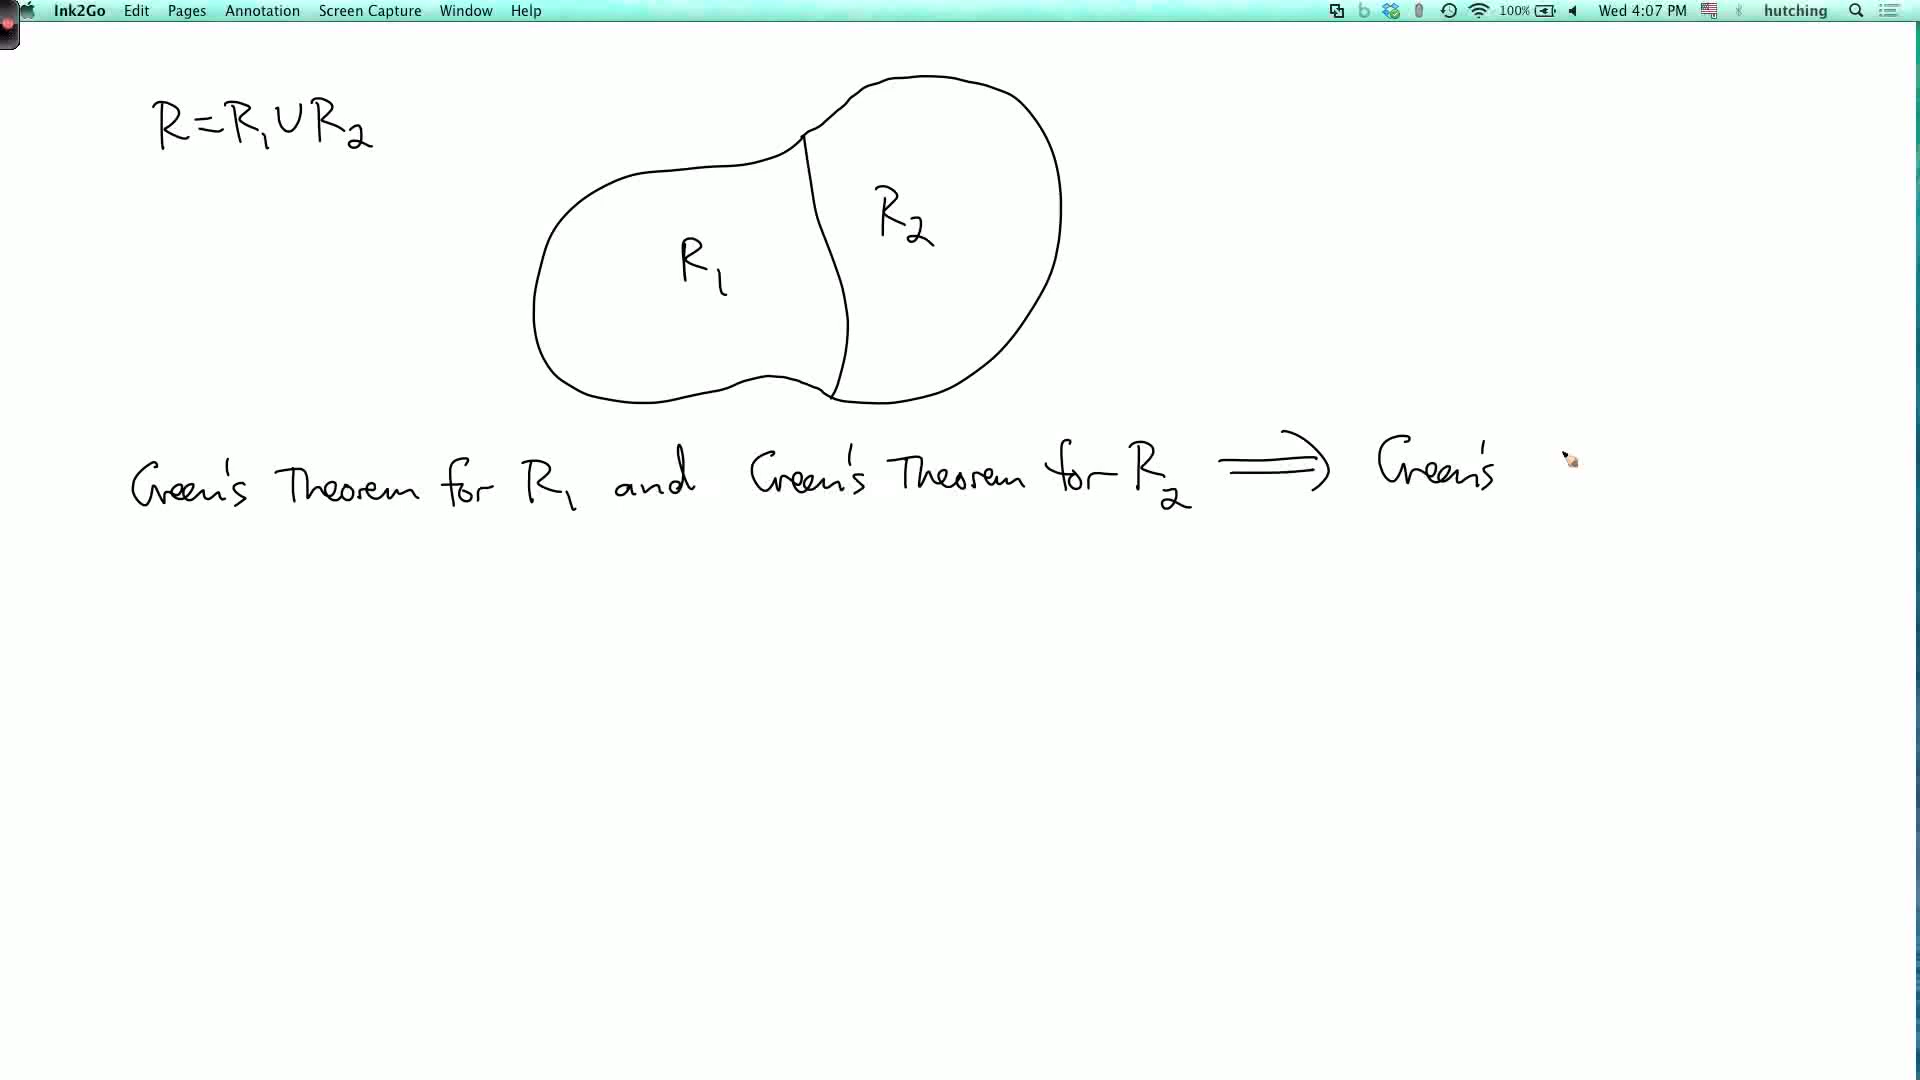 Ink2Go Edit Pages Annotation Screen Capture Window Help 100% Wed 4:07 PM hutching
R=R₁∪R₂
R₂
R₁
Green's Theorem for R₁ and Green's Theorem for R₂ ⟹ Green's